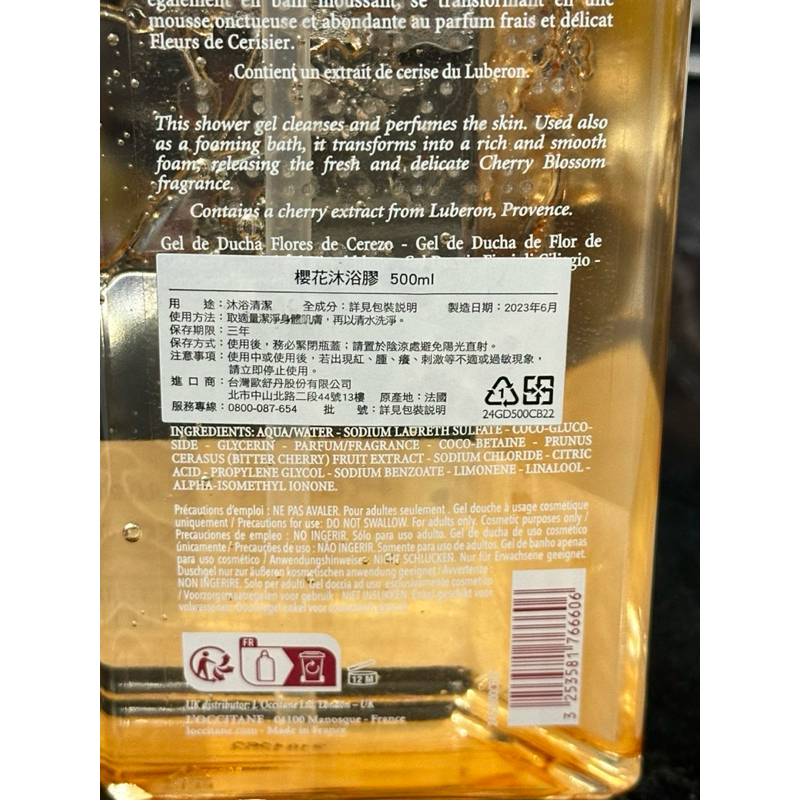 également en bain moussant, se transformant en une
mousse onctueuse et abondante au parfum frais et délicat
Fleurs de Cerisier.
Contient un extrait de cerise du Luberon.
This shower gel cleanses and perfumes the skin. Used also
as a foaming bath, it transforms into a rich and smooth
foam, releasing the fresh and delicate Cherry Blossom
fragrance.
Contains a cherry extract from Luberon, Provence.
Gel de Ducha Flores de Cerezo - Gel de Ducha de Flor de
櫻花沐浴膠 500ml
用 途：沐浴清潔 全成分：詳見包裝說明 製造日期：2023年6月
使用方法：取適量潔淨身體肌膚，再以清水洗淨。
保存期限：三年
保存方式：使用後，務必緊閉瓶蓋；請置於陰涼處避免陽光直射。
注意事項：使用中或使用後，若出現紅、腫、癢、刺激等不適或過敏現象，
請立即停止使用。
進 口 商：台灣歐舒丹股份有限公司
北市中山北路二段44號13樓 原產地：法國
服務專線：0800-087-654 批 號：詳見包裝說明
24GD500CB22
INGREDIENTS: AQUA/WATER - SODIUM LAURETH SULFATE - COCO-GLUCO-
SIDE - GLYCERIN - PARFUM/FRAGRANCE - COCO-BETAINE - PRUNUS
CERASUS (BITTER CHERRY) FRUIT EXTRACT - SODIUM CHLORIDE - CITRIC
ACID - PROPYLENE GLYCOL - SODIUM BENZOATE - LIMONENE - LINALOOL -
ALPHA-ISOMETHYL IONONE.
Précautions d'emploi : NE PAS AVALER. Pour adultes seulement. Gel douche à usage cosmétique
uniquement / Precautions for use: DO NOT SWALLOW. For adults only. Cosmetic purposes only /
Precauciones de empleo : NO INGERIR. Sólo para uso adulto. Gel de ducha de uso cosmético
únicamente / Precauções de uso : NÃO INGERIR. Somente para uso de adultos. Gel de banho apenas
para uso cosmético / Anwendungshinweise : NICHT SCHLUCKEN. Nur für Erwachsene geeignet.
Duschgel nur zur äußeren kosmetischen anwendung geeignet / Avvertenze
NON INGERIRE. Solo per adulti. Gel doccia ad uso esclusivamente cosmetico
/ Voorzorgsmaatregelen voor gebruik : NIET INSLIKKEN. Enkel geschikt voor
volwassenen.
FR
12 M
UK distributor: L'Occitane Ltd, London - UK
L'OCCITANE - 04100 Manosque - France
loccitane.com - Made in France
3 253581 766606